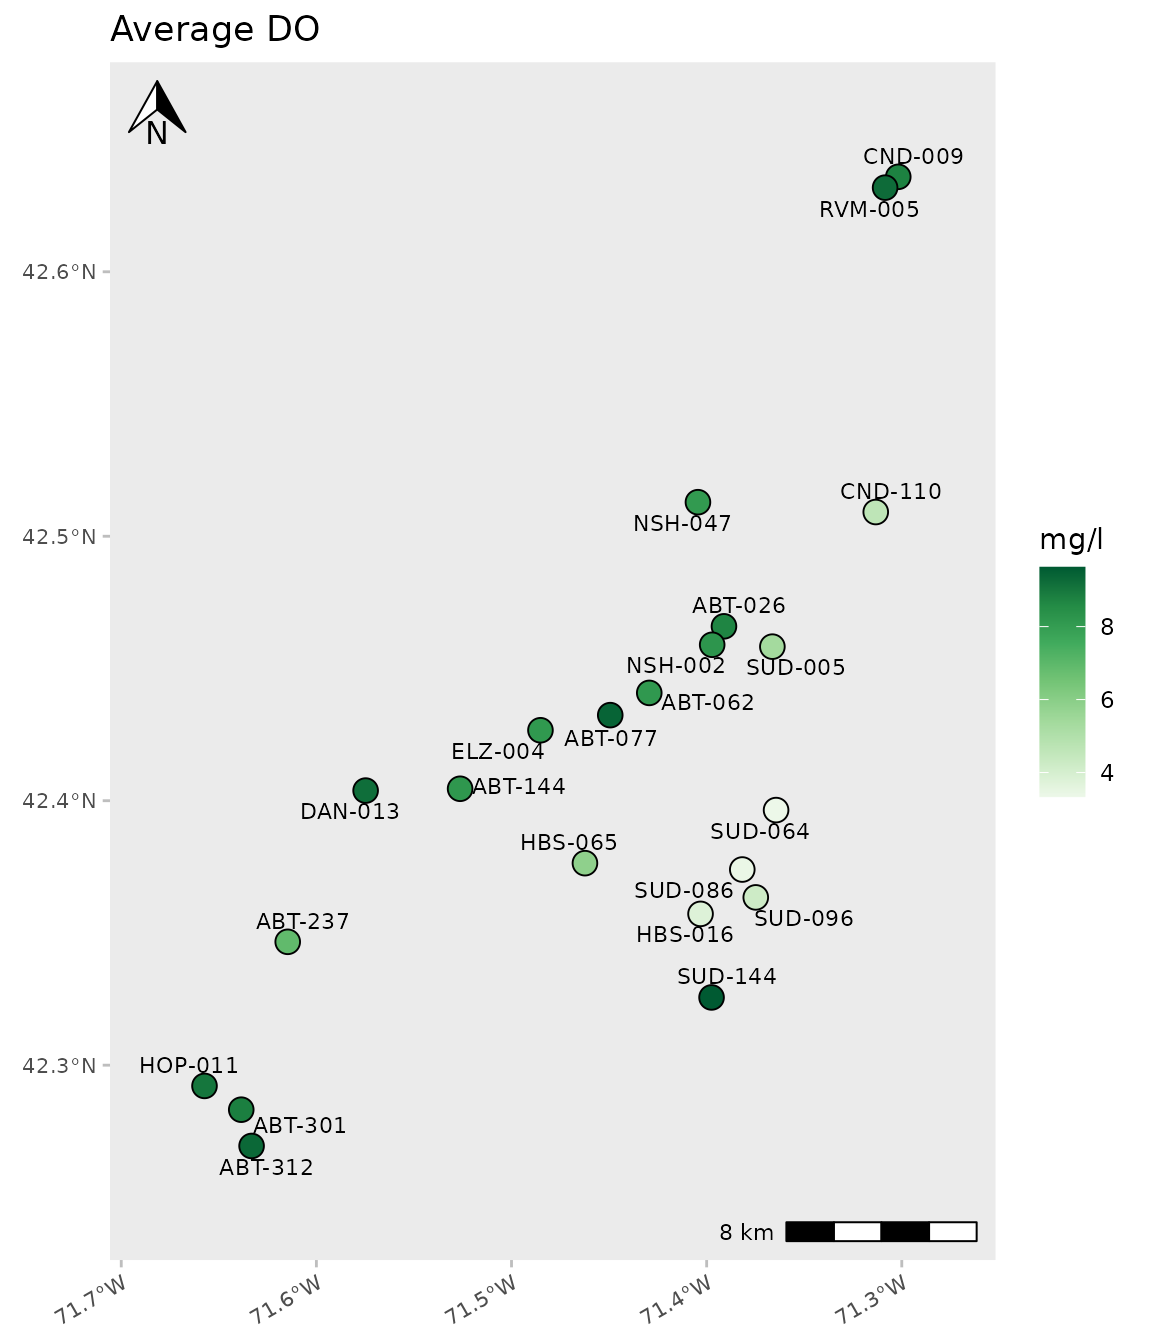 Average DO
N
CND-009
RVM-005
42.6°N
CND-110
NSH-047
42.5°N
mg/l
8
6
4
ABT-026
NSH-002
SUD-005
ABT-062
ABT-077
ELZ-004
ABT-144
42.4°N
DAN-013
SUD-064
HBS-065
SUD-086
SUD-096
HBS-016
ABT-237
SUD-144
42.3°N
HOP-011
ABT-301
ABT-312
8 km
71.7°W
71.6°W
71.5°W
71.4°W
71.3°W